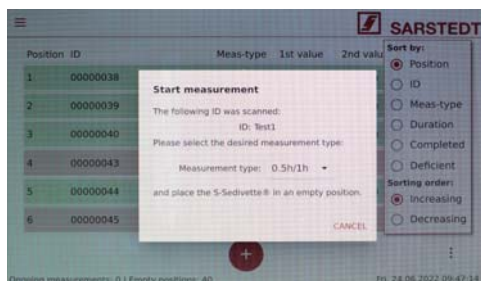 SARSTEDT
Position ID Meas-type 1st value 2nd valu
Sort by:
Position
ID
Meas-type
Duration
Completed
Deficient
Sorting order:
Increasing
Decreasing
1 00000038
2 00000039
3 00000040
4 00000043
5 00000044
6 00000045
Start measurement
The following ID was scanned:
ID: Test1
Please select the desired measurement type:
Measurement type: 0.5h/1h
and place the S-Sedivette® in an empty position.
CANCEL
+
Ongoing measurements: 0 | Empty positions: 40
Fri, 24.06.2022 09:47:14